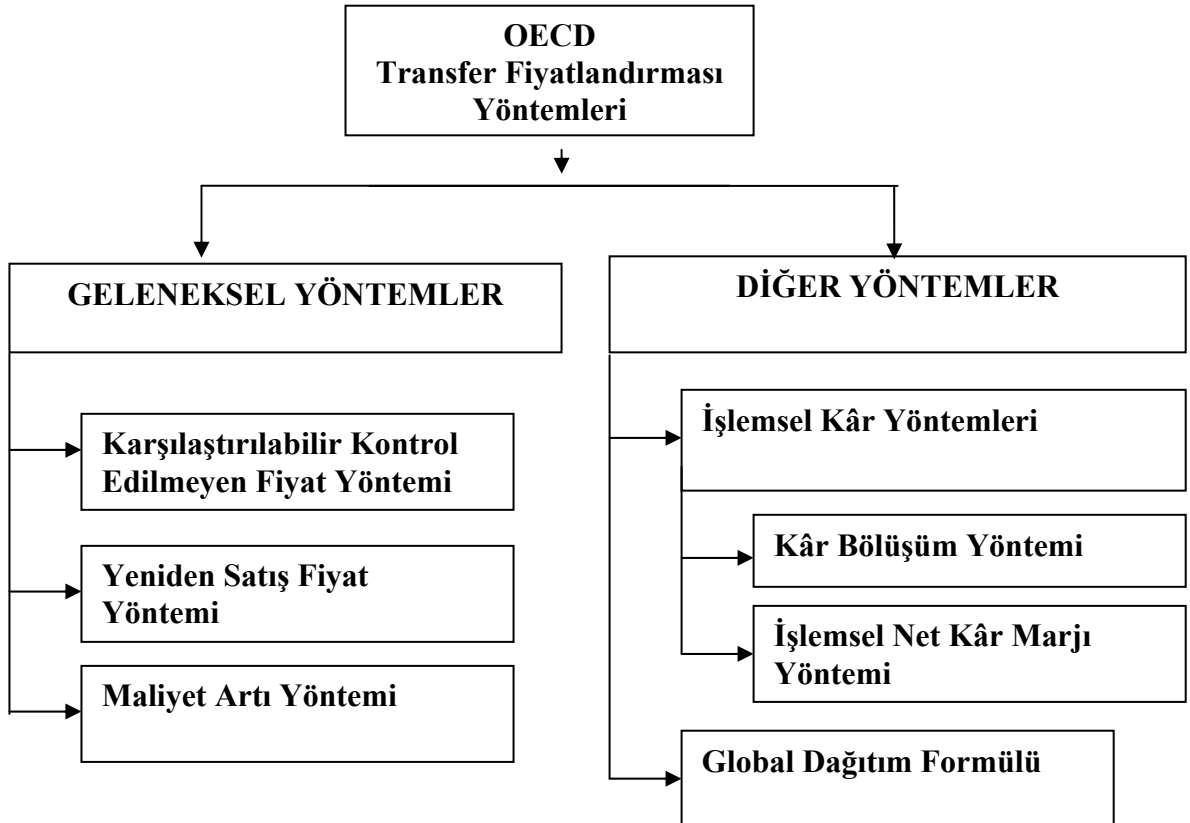 OECD
Transfer Fiyatlandırması
Yöntemleri
GELENEKSEL YÖNTEMLER
Karşılaştırılabilir Kontrol
Edilmeyen Fiyat Yöntemi
Yeniden Satış Fiyat
Yöntemi
Maliyet Artı Yöntemi
DİĞER YÖNTEMLER
İşlemsel Kâr Yöntemleri
Kâr Bölüşüm Yöntemi
İşlemsel Net Kâr Marjı
Yöntemi
Global Dağıtım Formülü